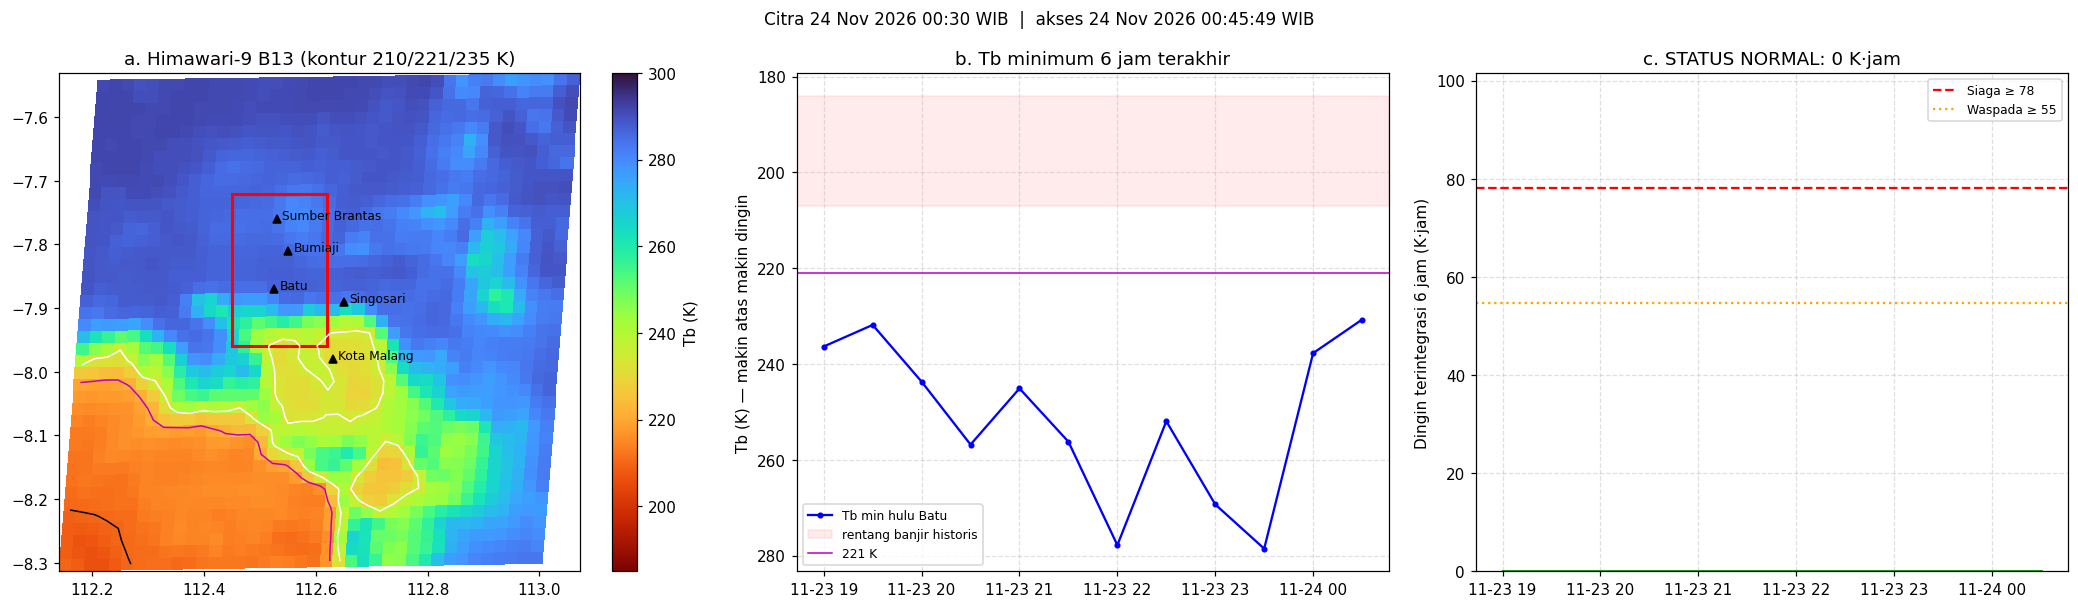 Citra 24 Nov 2026 00:30 WIB | akses 24 Nov 2026 00:45:49 WIB
a. Himawari-9 B13 (kontur 210/221/235 K)
−7.6
−7.7
−7.8
−7.9
−8.0
−8.1
−8.2
−8.3
112.2
112.4
112.6
112.8
113.0
Sumber Brantas
Bumiaji
Batu
Singosari
Kota Malang
300
280
260
240
220
200
Tb (K)
b. Tb minimum 6 jam terakhir
Tb (K) — makin atas makin dingin
180
200
220
240
260
280
Tb min hulu Batu
rentang banjir historis
221 K
11-23 19
11-23 20
11-23 21
11-23 22
11-23 23
11-24 00
c. STATUS NORMAL: 0 K·jam
Dingin terintegrasi 6 jam (K·jam)
100
80
60
40
20
0
Siaga ≥ 78
Waspada ≥ 55
11-23 19
11-23 20
11-23 21
11-23 22
11-23 23
11-24 00